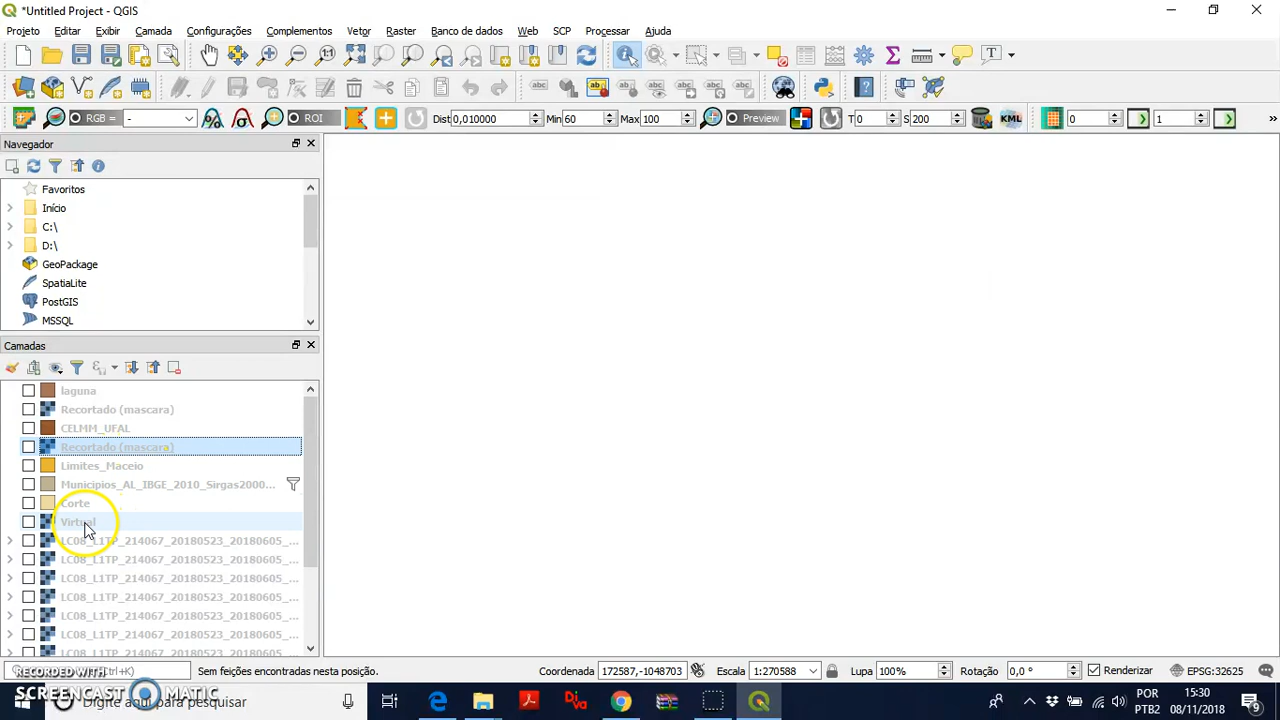 *Untitled Project - QGIS
Projeto Editar Exibir Camada Configurações Complementos Vetor Raster Banco de dados Web SCP Processar Ajuda
RGB = - ROI Dist 0,010000 Min 60 Max 100 Preview T 0 S 200 KML 0 1 »
Navegador
Favoritos
Início
C:\
D:\
GeoPackage
SpatiaLite
PostGIS
MSSQL
Camadas
laguna
Recortado (mascara)
CELMM_UFAL
Recortado (mascara)
Limites_Maceio
Municipios_AL_IBGE_2010_Sirgas2000...
Corte
Virtual
LC08_L1TP_214067_20180523_20180605_...
LC08_L1TP_214067_20180523_20180605_...
LC08_L1TP_214067_20180523_20180605_...
LC08_L1TP_214067_20180523_20180605_...
LC08_L1TP_214067_20180523_20180605_...
LC08_L1TP_214067_20180523_20180605_...
LC08_L1TP_214067_20180523_20180605_...
RECORDED WITH
Ctrl+K) Sem feições encontradas nesta posição. Coordenada 172587,-1048703 Escala 1:270588 Lupa 100% Rotação 0,0° Renderizar EPSG:32625
SCREENCAST MATIC
Digite aqui para pesquisar
POR
PTB2
15:30
08/11/2018
9